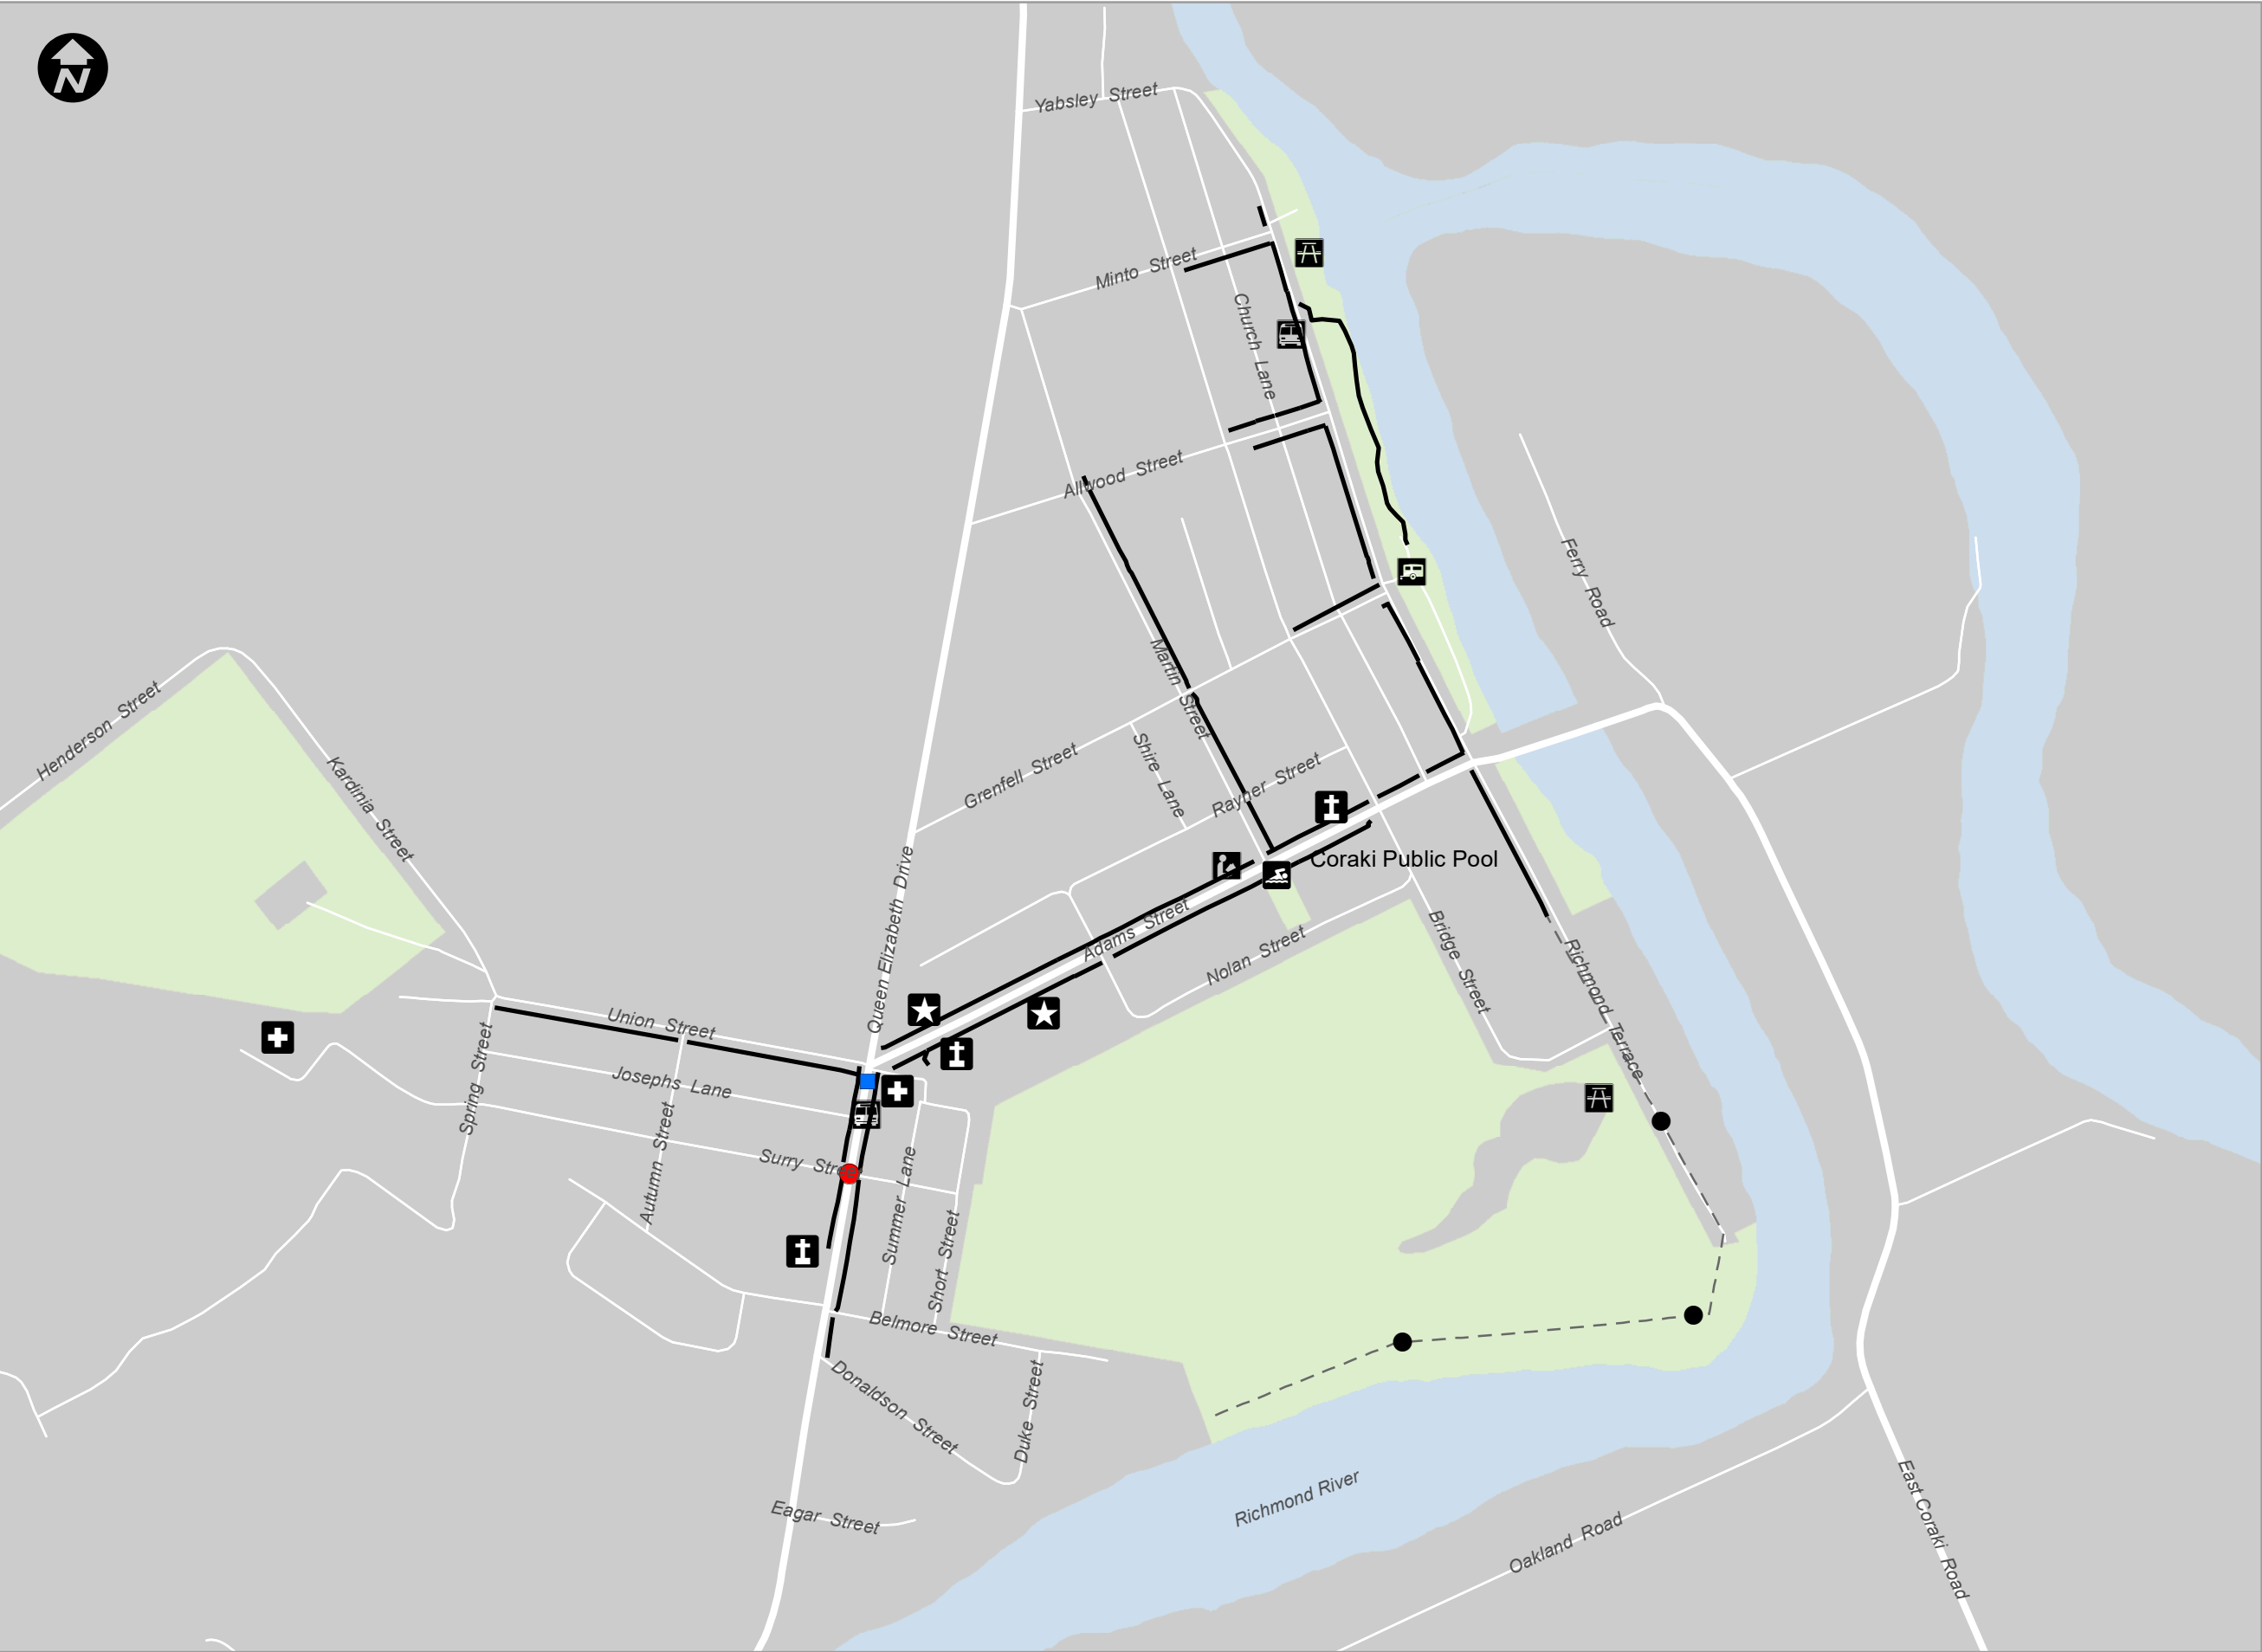 N
Yabsley Street
Minto Street
Church Lane
Allwood Street
Ferry Road
Martin Street
Henderson Street
Kardinia Street
Grenfell Street
Shire Lane
Rayner Street
Coraki Public Pool
Queen Elizabeth Drive
Adams Street
Nolan Street
Bridge Street
Richmond Terrace
Union Street
Josephs Lane
Spring Street
Autumn Street
Surry Street
Summer Lane
Short Street
Belmore Street
Donaldson Street
Duke Street
Eagar Street
Richmond River
Oakland Road
East Coraki Road